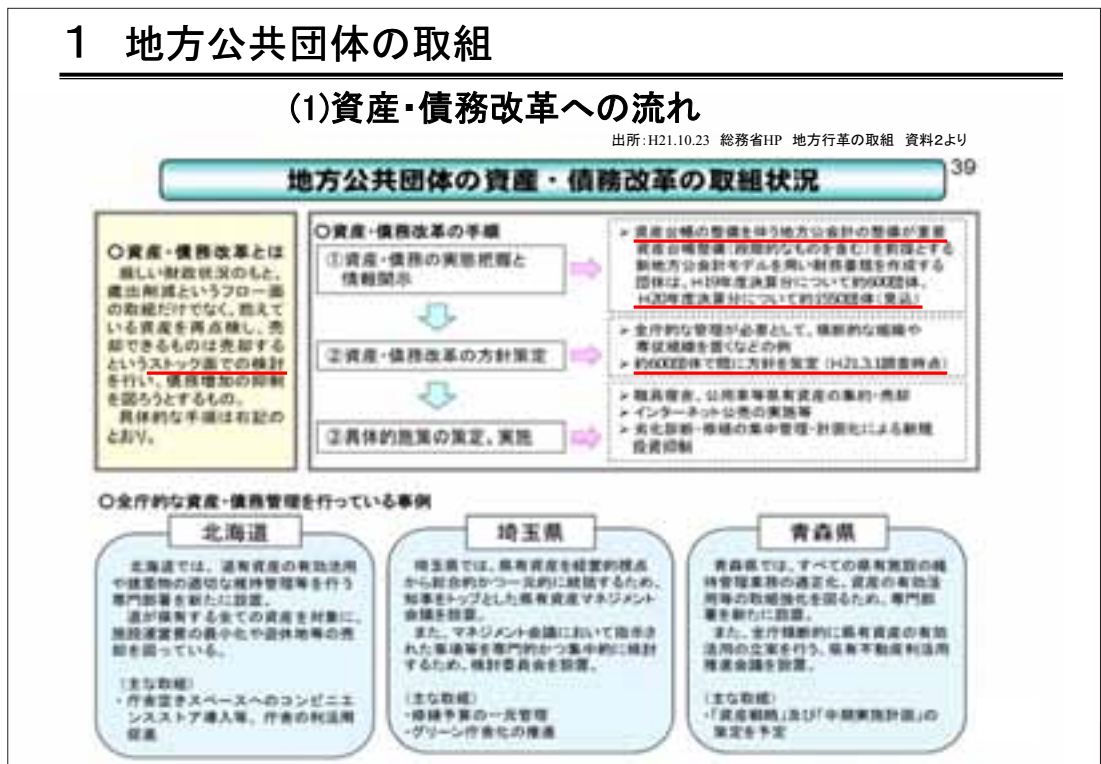 1 地方公共団体の取組
(1)資産・債務改革への流れ
出所:H21.10.23 総務省HP 地方行革の取組 資料2より
39
地方公共団体の資産・債務改革の取組状況
○資産・債務改革とは
厳しい財政状況のもと、
歳出削減というフロー面
の取組だけでなく、抱えて
いる資産を再点検し、売
却できるものは売却する
というストック面での検討
を行い、債務増加の抑制
を図ろうとするもの。
具体的な手順は右記の
とおり。
○資産・債務改革の手順
①資産・債務の実態把握と
情報開示
②資産・債務改革の方針策定
③具体的施策の策定、実施
➢ 資産台帳の整備を伴う地方公会計の整備が重要
資産台帳整備(段階的なものを含む)を前提とする
新地方公会計モデルを用い財務書類を作成する
団体は、H19年度決算分について約600団体、
H20年度決算分について約1550団体(見込)
➢ 全庁的な管理が必要として、横断的な組織や
専従組織を置くなどの例
➢ 約600団体で既に方針を策定(H21.3.1調査時点)
➢ 職員宿舎、公用車等県有資産の集約・売却
➢ インターネット公売の実施等
➢ 劣化診断・修繕の集中管理・計画化による新規
投資抑制
○全庁的な資産・債務管理を行っている事例
北海道
北海道では、道有資産の有効活用
や建築物の適切な維持管理等を行う
専門部署を新たに設置。
道が保有する全ての資産を対象に、
施設運営費の最小化や遊休地等の売
却を図っている。
(主な取組)
・庁舎空きスペースへのコンビニエ
ンスストア導入等、庁舎の利活用
促進
埼玉県
埼玉県では、県有資産を経営的視点
から総合的かつ一元的に統括するため、
知事をトップとした県有資産マネジメント
会議を設置。
また、マネジメント会議において指示さ
れた事項等を専門的かつ集中的に検討
するため、検討委員会を設置。
(主な取組)
・修繕予算の一元管理
・グリーン庁舎化の推進
青森県
青森県では、すべての県有施設の維
持管理業務の適正化、資産の有効活
用等の取組強化を図るため、専門部
署を新たに設置。
また、全庁横断的に県有資産の有効
活用の立案を行う、県有不動産利活用
推進会議を設置。
(主な取組)
・「資産戦略」及び「中期実施計画」の
策定を予定